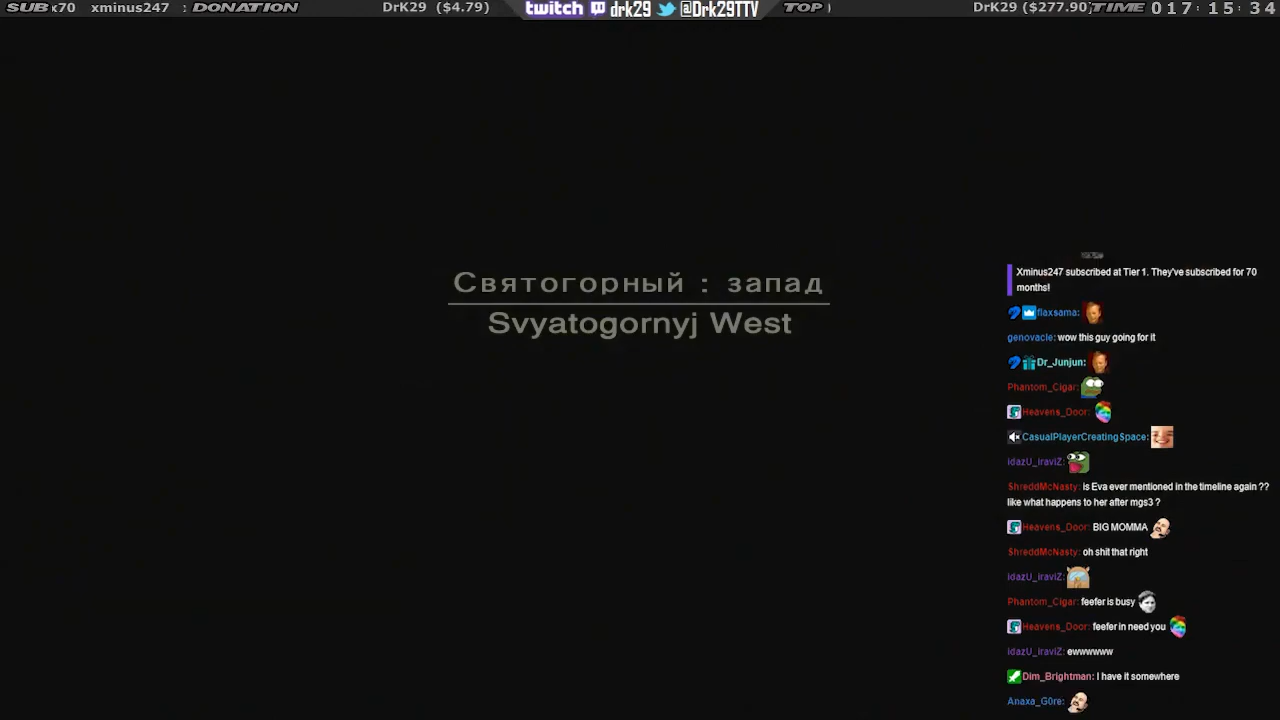 SUB x70 xminus247 : DONATION DrK29 ($4.79) twitch drk29 @Drk29TTV TOP ) DrK29 ($277.90) TIME 017:15:34
Святогорный : запад
Svyatogornyj West
Xminus247 subscribed at Tier 1. They've subscribed for 70
months!
flaxsama:
genovacle: wow this guy going for it
Dr_Junjun:
Phantom_Cigar:
Heavens_Door:
CasualPlayerCreatingSpace:
idazU_iraviZ:
ShreddMcNasty: is Eva ever mentioned in the timeline again ??
like what happens to her after mgs3 ?
Heavens_Door: BIG MOMMA
ShreddMcNasty: oh shit that right
idazU_iraviZ:
Phantom_Cigar: feefer is busy
Heavens_Door: feefer in need you
idazU_iraviZ: ewwwwww
Dim_Brightman: I have it somewhere
Anaxa_G0re: